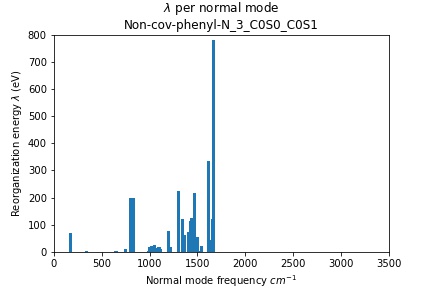 λ per normal mode
Non-cov-phenyl-N_3_C0S0_C0S1
Reorganization energy λ (eV)
800
700
600
500
400
300
200
100
0
0 500 1000 1500 2000 2500 3000 3500
Normal mode frequency cm⁻¹